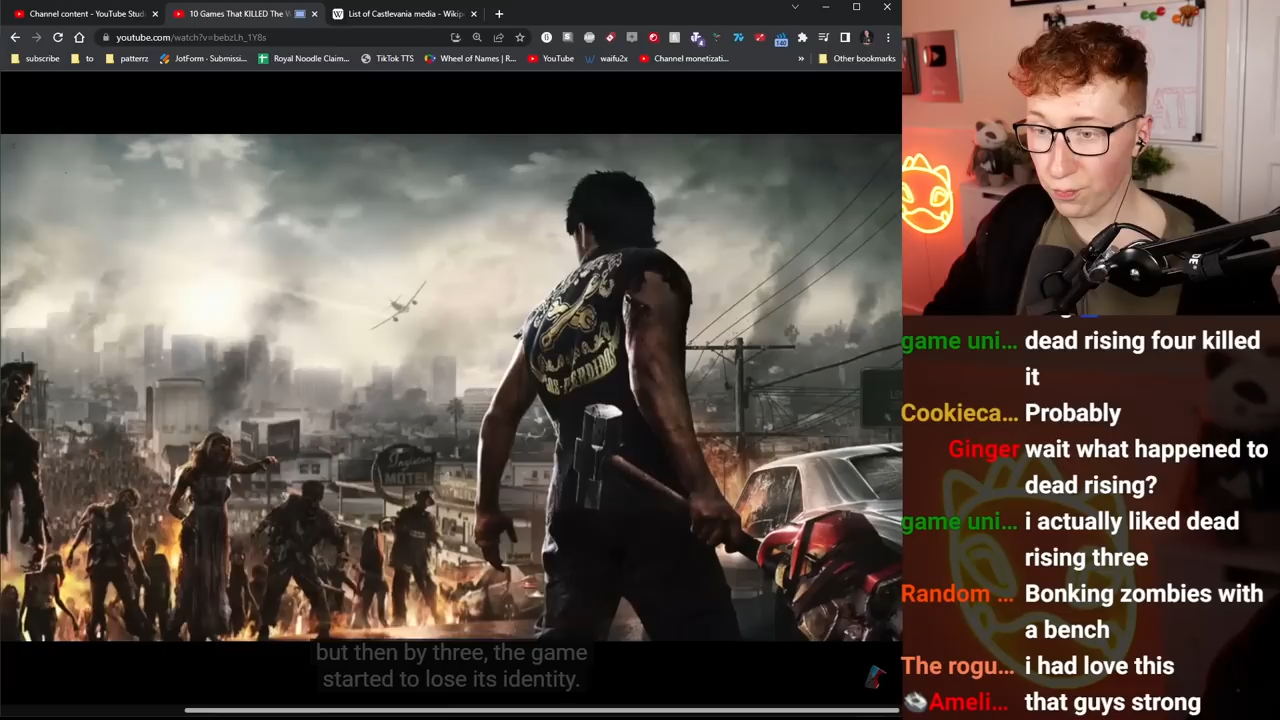 Channel content - YouTube Stud
10 Games That KILLED The
List of Castlevania media - Wikip
youtube.com/watch?v=bebzLh_1Y8s
subscribe
to
patterrz
JotForm · Submissi...
Royal Noodle Claim...
TikTok TTS
Wheel of Names | R...
YouTube
waifu2x
Channel monetizati...
Other bookmarks
140
MOTEL
but then by three, the game
started to lose its identity.
game uni... dead rising four killed
it
Cookieca... Probably
Ginger wait what happened to
dead rising?
game uni... i actually liked dead
rising three
Random ... Bonking zombies with
a bench
The rogu... i had love this
Ameli... that guys strong